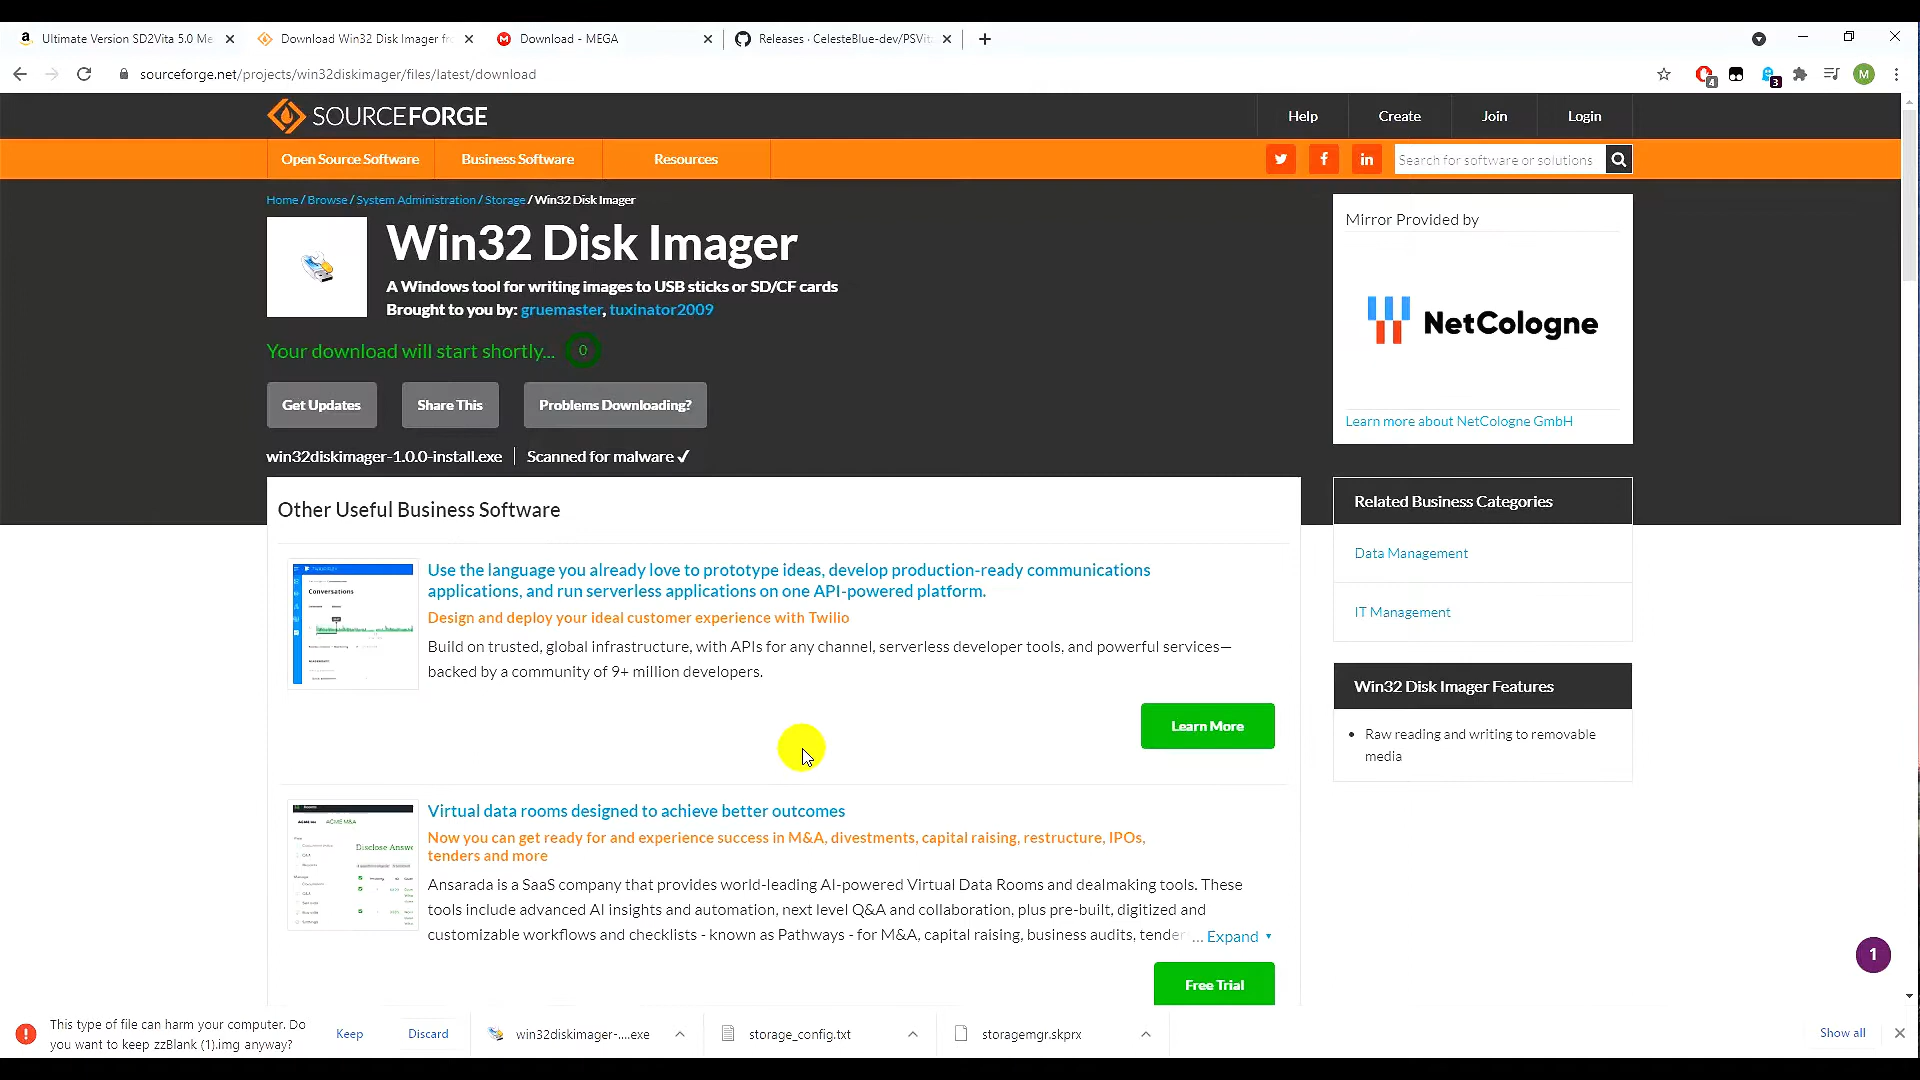 Ultimate Version SD2Vita 5.0 Me
Download Win32 Disk Imager fro
Download - MEGA
Releases · CelesteBlue-dev/PSVita
sourceforge.net/projects/win32diskimager/files/latest/download
4
3
M
SOURCEFORGE
Help
Create
Join
Login
Open Source Software
Business Software
Resources
Search for software or solutions
Home / Browse / System Administration / Storage / Win32 Disk Imager
Win32 Disk Imager
A Windows tool for writing images to USB sticks or SD/CF cards
Brought to you by: gruemaster, tuxinator2009
Your download will start shortly... 0
Get Updates
Share This
Problems Downloading?
win32diskimager-1.0.0-install.exe
Scanned for malware ✓
Mirror Provided by
NetCologne
Learn more about NetCologne GmbH
Other Useful Business Software
Conversations
Use the language you already love to prototype ideas, develop production-ready communications
applications, and run serverless applications on one API-powered platform.
Design and deploy your ideal customer experience with Twilio
Build on trusted, global infrastructure, with APIs for any channel, serverless developer tools, and powerful services—
backed by a community of 9+ million developers.
Learn More
ACME M&A
Disclose Answe
Virtual data rooms designed to achieve better outcomes
Now you can get ready for and experience success in M&A, divestments, capital raising, restructure, IPOs,
tenders and more
Ansarada is a SaaS company that provides world-leading AI-powered Virtual Data Rooms and dealmaking tools. These
tools include advanced AI insights and automation, next level Q&A and collaboration, plus pre-built, digitized and
customizable workflows and checklists - known as Pathways - for M&A, capital raising, business audits, tender ... Expand
Free Trial
Related Business Categories
Data Management
IT Management
Win32 Disk Imager Features
• Raw reading and writing to removable
media
1
This type of file can harm your computer. Do
you want to keep zzBlank (1).img anyway?
Keep
Discard
win32diskimager-....exe
storage_config.txt
storagemgr.skprx
Show all